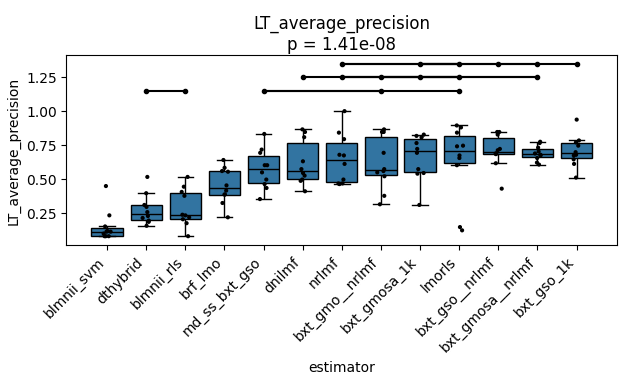 LT_average_precision
p = 1.41e-08
LT_average_precision
1.25
1.00
0.75
0.50
0.25
blmnii_svm
dthybrid
blmnii_rls
brf_lmo
md_ss_bxt_gso
dnilmf
nrlmf
bxt_gmo__nrlmf
bxt_gmosa_1k
lmorls
bxt_gso__nrlmf
bxt_gmosa__nrlmf
bxt_gso_1k
estimator